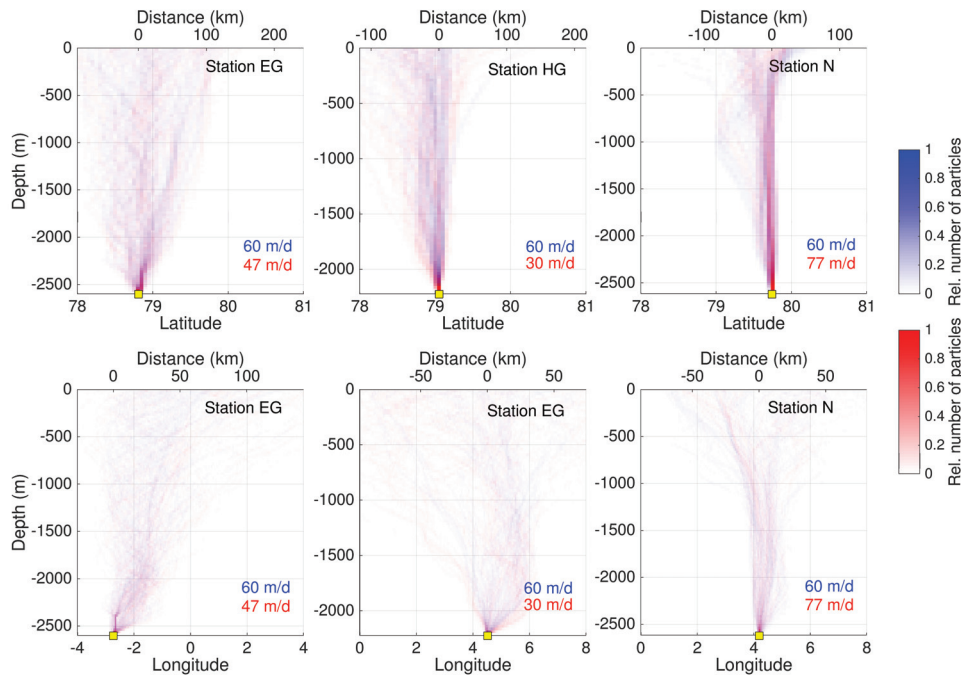 Distance (km)
Distance (km)
Distance (km)
0 100 200
-100 0 100 200
-100 0 100
0
-500
-1000
-1500
-2000
-2500
Depth (m)
Station EG
60 m/d
47 m/d
78 79 80 81
Latitude
0
-500
-1000
-1500
-2000
Station HG
60 m/d
30 m/d
78 79 80 81
Latitude
0
-500
-1000
-1500
-2000
-2500
Station N
60 m/d
77 m/d
78 79 80 81
Latitude
1
0.8
0.6
0.4
0.2
0
Rel. number of particles
1
0.8
0.6
0.4
0.2
0
Rel. number of particles
Distance (km)
Distance (km)
Distance (km)
0 50 100
-50 0 50
-50 0 50
0
-500
-1000
-1500
-2000
-2500
Depth (m)
Station EG
60 m/d
47 m/d
-4 -2 0 2 4
Longitude
0
-500
-1000
-1500
-2000
Station EG
60 m/d
30 m/d
0 2 4 6 8
Longitude
0
-500
-1000
-1500
-2000
-2500
Station N
60 m/d
77 m/d
0 2 4 6 8
Longitude